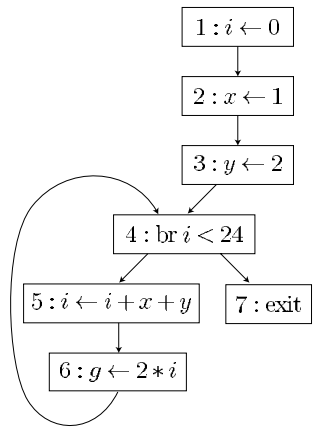 1 : i ← 0
2 : x ← 1
3 : y ← 2
4 : br i < 24
5 : i ← i + x + y
7 : exit
6 : g ← 2 * i